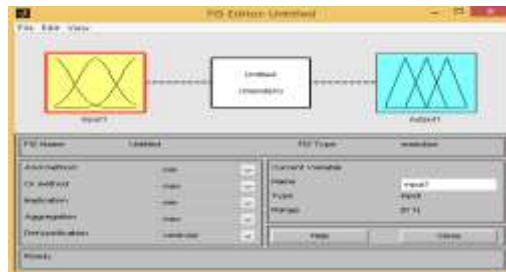 FIS Editor: Untitled
File Edit View
input1
Untitled
(mamdani)
output1
FIS Name: Untitled FIS Type: mamdani
And method min
Or method max
Implication min
Aggregation max
Defuzzification centroid
Current Variable
Name input1
Type input
Range [0 1]
Help Close
Ready